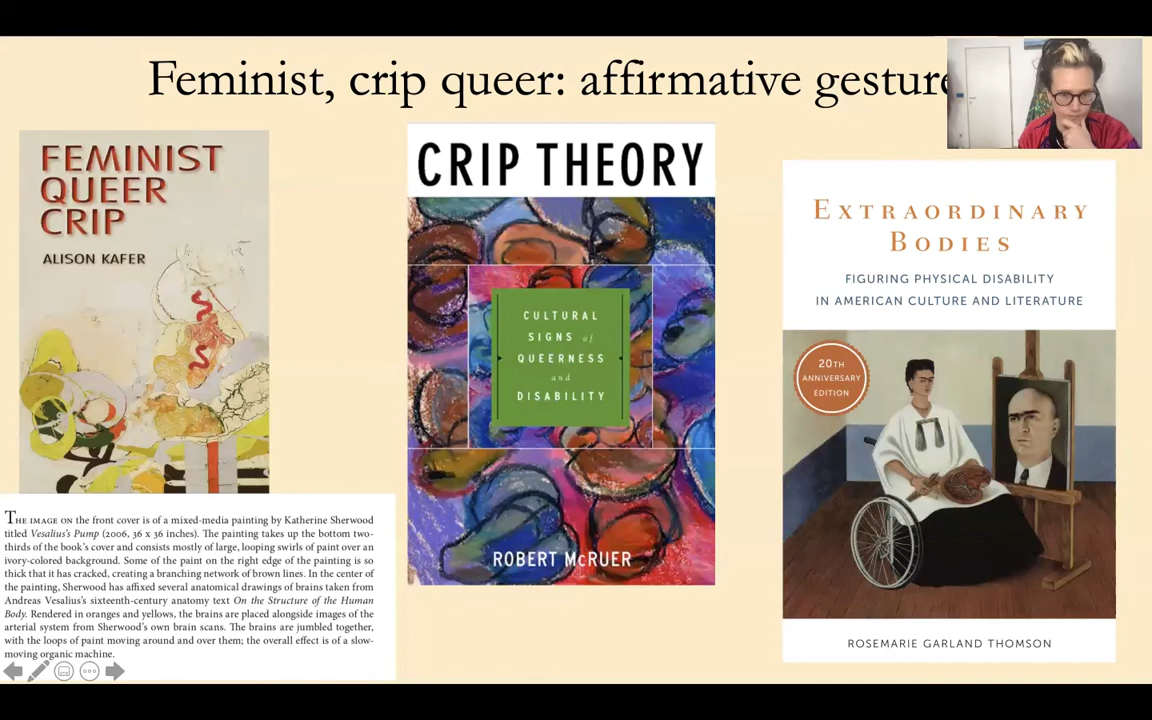 Feminist, crip queer: affirmative gesture
FEMINIST
QUEER
CRIP
ALISON KAFER
THE IMAGE ON the front cover is of a mixed-media painting by Katherine Sherwood
titled Vesalius's Pump (2006, 36 x 36 inches). The painting takes up the bottom two-
thirds of the book's cover and consists mostly of large, looping swirls of paint over an
ivory-colored background. Some of the paint on the right edge of the painting is so
thick that it has cracked, creating a branching network of brown lines. In the center of
the painting, Sherwood has affixed several anatomical drawings of brains taken from
Andreas Vesalius's sixteenth-century anatomy text On the Structure of the Human
Body. Rendered in oranges and yellows, the brains are placed alongside images of the
arterial system from Sherwood's own brain scans. The brains are jumbled together,
with the loops of paint moving around and over them; the overall effect is of a slow-
moving organic machine.
CRIP THEORY
CULTURAL
SIGNS of
QUEERNESS
and
DISABILITY
ROBERT McRUER
EXTRAORDINARY
BODIES
FIGURING PHYSICAL DISABILITY
IN AMERICAN CULTURE AND LITERATURE
20TH
ANNIVERSARY
EDITION
ROSEMARIE GARLAND THOMSON